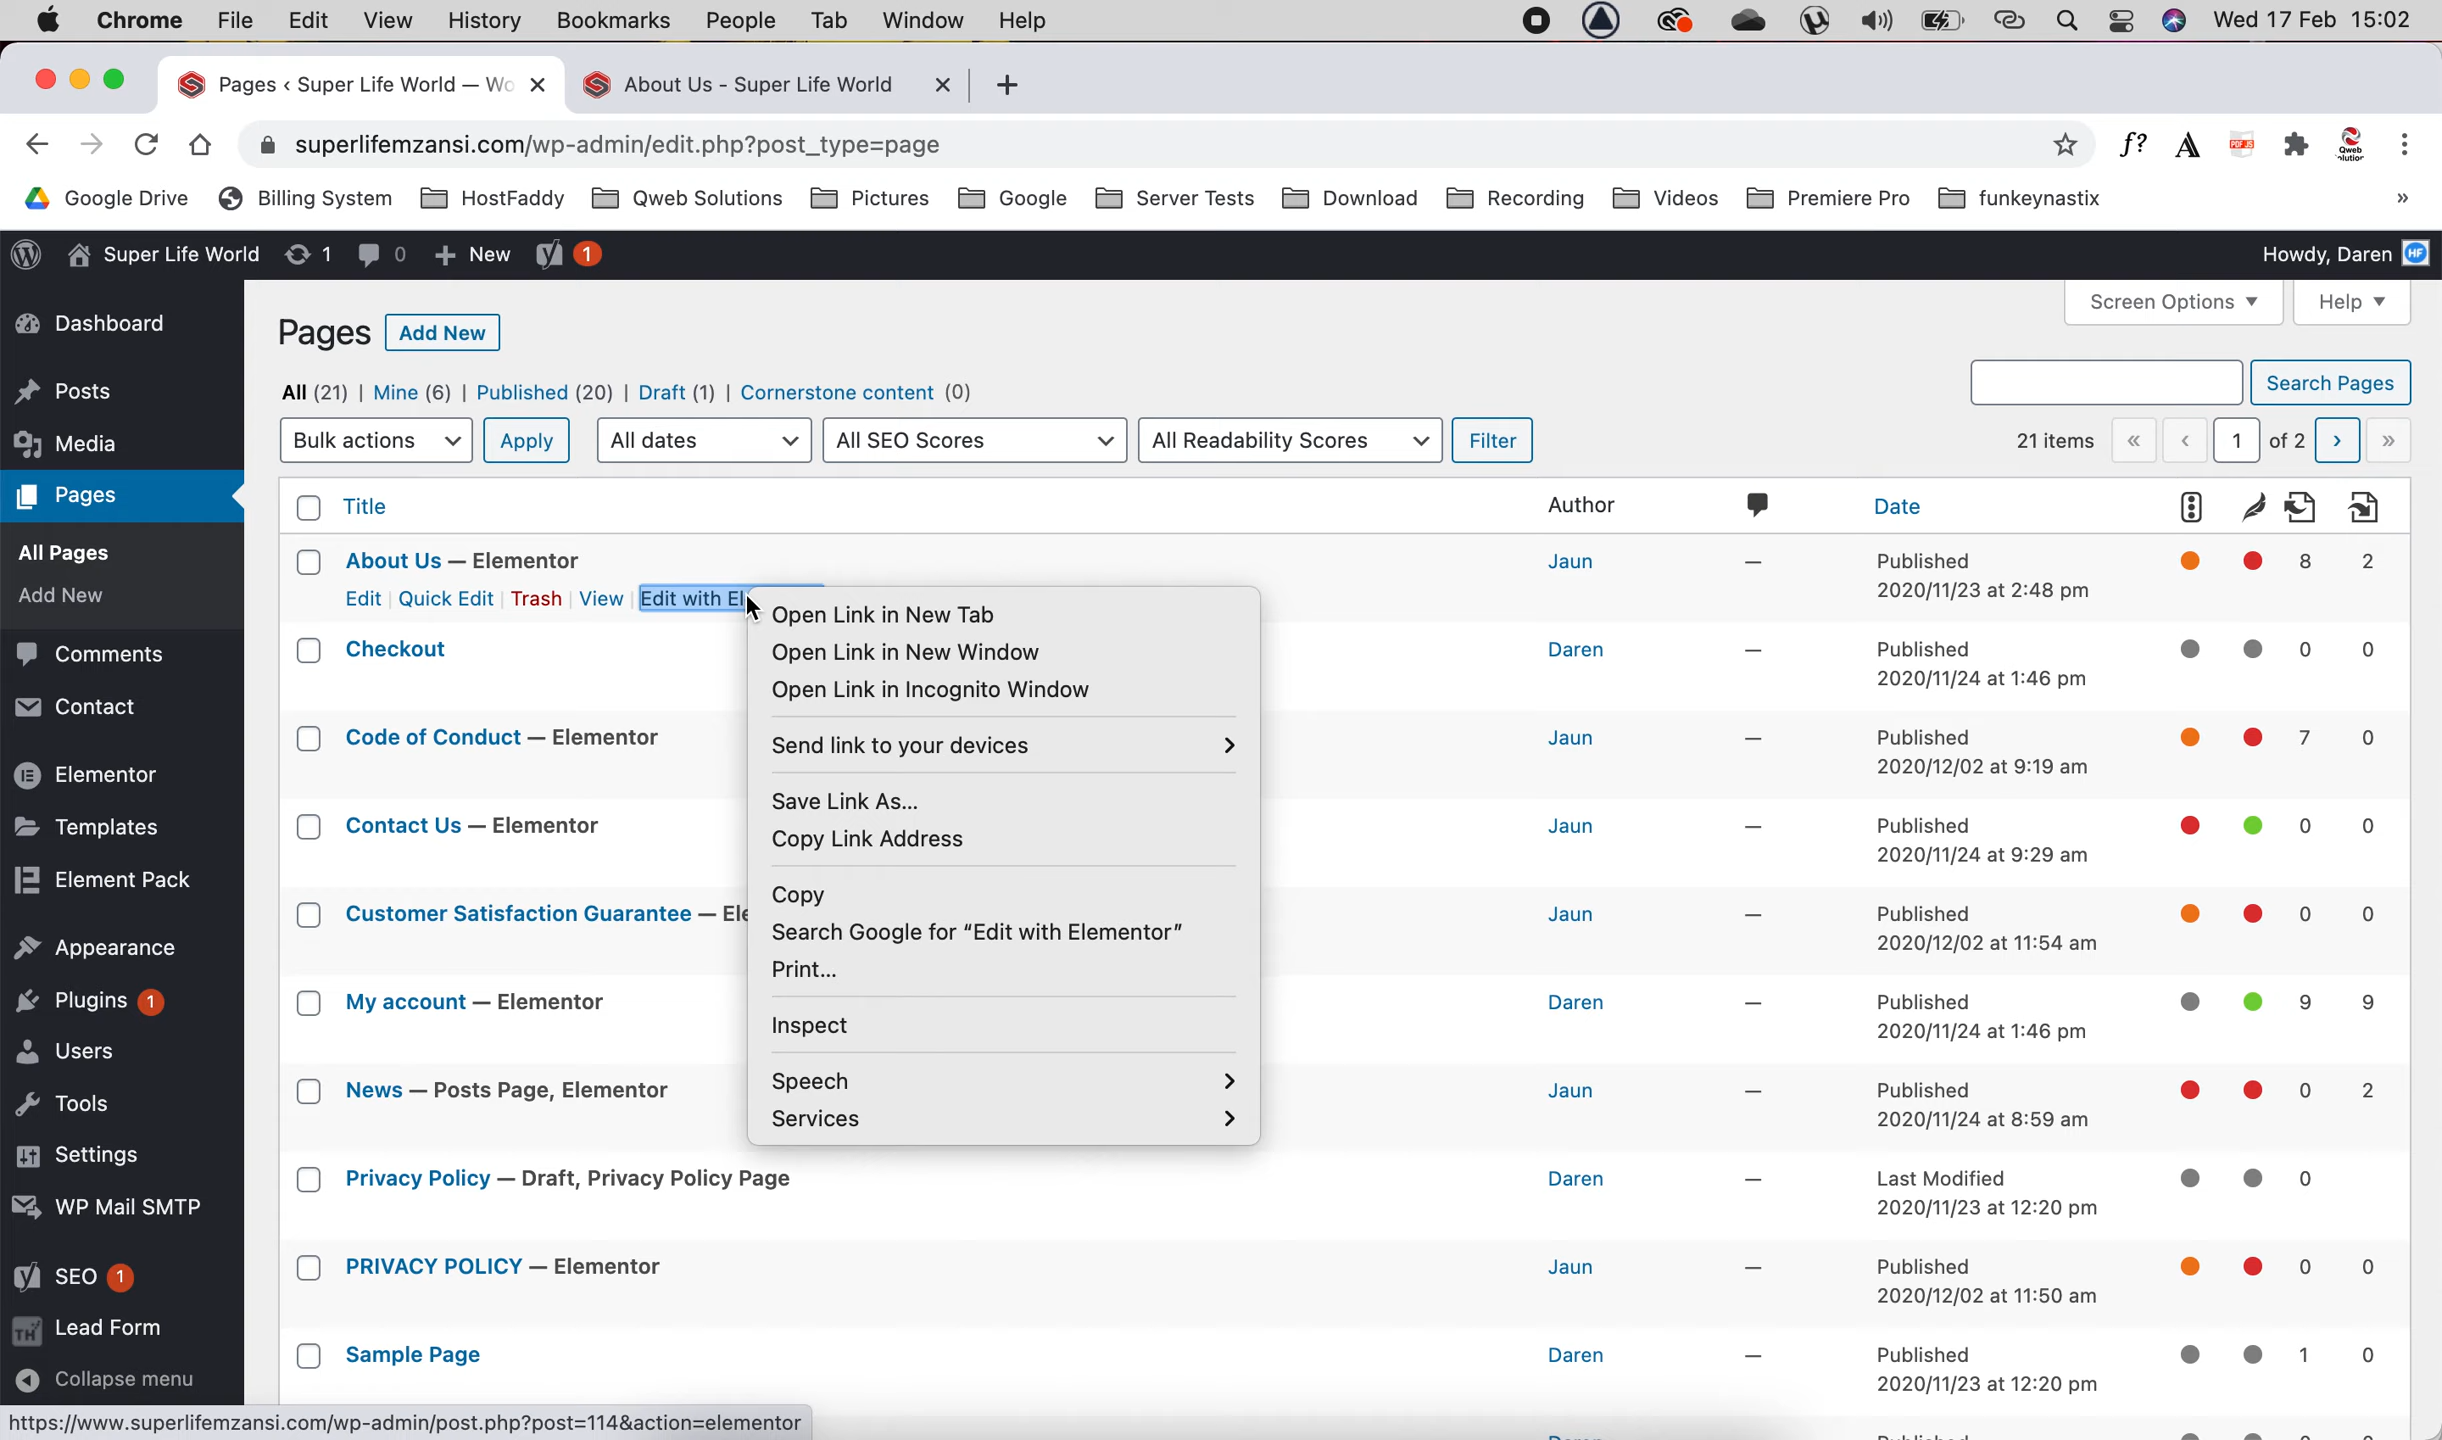 Chrome File Edit View History Bookmarks People Tab Window Help Wed 17 Feb 15:02
Pages ‹ Super Life World — Wo About Us - Super Life World
superlifemzansi.com/wp-admin/edit.php?post_type=page
Google Drive Billing System HostFaddy Qweb Solutions Pictures Google Server Tests Download Recording Videos Premiere Pro funkeynastix »
Super Life World 1 0 + New 1 Howdy, Daren HF
Screen Options Help
Dashboard
Posts
Media
Pages
All Pages
Add New
Comments
Contact
Elementor
Templates
Element Pack
Appearance
Plugins 1
Users
Tools
Settings
WP Mail SMTP
SEO 1
Lead Form
Collapse menu
Pages Add New
All (21) | Mine (6) | Published (20) | Draft (1) | Cornerstone content (0)
Search Pages
Bulk actions Apply All dates All SEO Scores All Readability Scores Filter 21 items « ‹ 1 of 2 › »
Title Author Date
About Us — Elementor Jaun — Published 8 2
2020/11/23 at 2:48 pm
Edit | Quick Edit | Trash | View | Edit with El
Checkout Daren — Published 0 0
2020/11/24 at 1:46 pm
Code of Conduct — Elementor Jaun — Published 7 0
2020/12/02 at 9:19 am
Contact Us — Elementor Jaun — Published 0 0
2020/11/24 at 9:29 am
Customer Satisfaction Guarantee — Ele Jaun — Published 0 0
2020/12/02 at 11:54 am
My account — Elementor Daren — Published 9 9
2020/11/24 at 1:46 pm
News — Posts Page, Elementor Jaun — Published 0 2
2020/11/24 at 8:59 am
Privacy Policy — Draft, Privacy Policy Page Daren — Last Modified 0
2020/11/23 at 12:20 pm
PRIVACY POLICY — Elementor Jaun — Published 0 0
2020/12/02 at 11:50 am
Sample Page Daren — Published 1 0
2020/11/23 at 12:20 pm
Open Link in New Tab
Open Link in New Window
Open Link in Incognito Window
Send link to your devices
Save Link As...
Copy Link Address
Copy
Search Google for “Edit with Elementor”
Print...
Inspect
Speech
Services
https://www.superlifemzansi.com/wp-admin/post.php?post=114&action=elementor